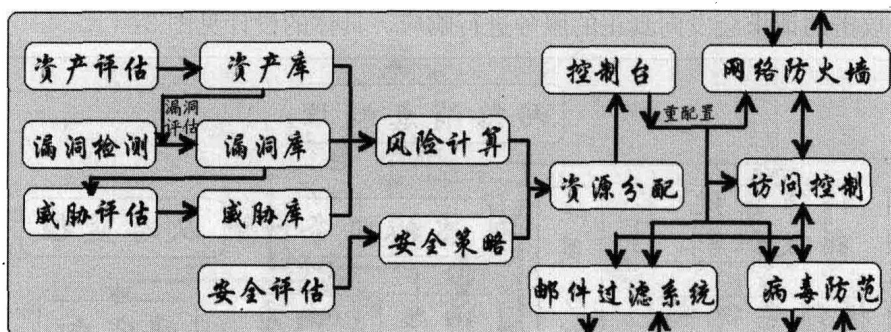 资产评估
资产库
控制台
网络防火墙
漏洞
评估
重配置
漏洞检测
漏洞库
风险计算
资源分配
访问控制
威胁评估
威胁库
安全策略
安全评估
邮件过滤系统
病毒防范